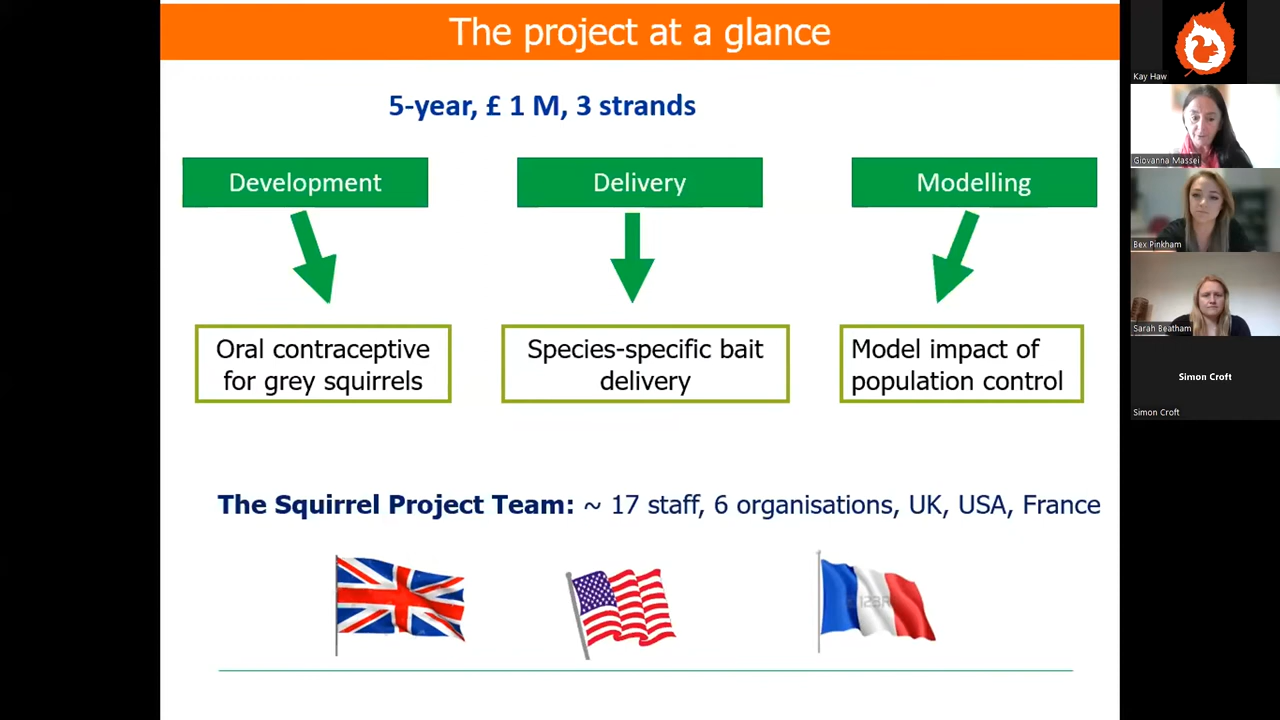 The project at a glance
5-year, £ 1 M, 3 strands
Development
Delivery
Modelling
Oral contraceptive
for grey squirrels
Species-specific bait
delivery
Model impact of
population control
The Squirrel Project Team: ~ 17 staff, 6 organisations, UK, USA, France
Kay Haw
Giovanna Massei
Bex Pinkham
Sarah Beatham
Simon Croft
Simon Croft